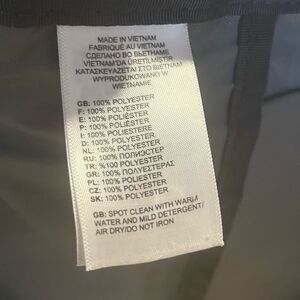 MADE IN VIETNAM
FABRIQUÉ AU VIETNAM
СДЕЛАНО ВО ВЬЕТНАМЕ
VIETNAM'DA ÜRETILMISTIR
ΚΑΤΑΣΚΕΥΑΖΕΤΑΙ ΣΤΟ ΒΙΕΤΝΑΜ
WYPRODUKOWANO W
WIETNAMIE
GB: 100% POLYESTER
F: 100% POLYESTER
E: 100% POLYESTER
P: 100% POLIÉSTER
I: 100% POLIESTERE
D: 100% POLYESTER
NL: 100% POLYESTER
RU: 100% ПОЛИЭСТЕР
TR: %100 POLYESTER
GR: 100% ΠΟΛΥΕΣΤΕΡΑΣ
PL: 100% POLIESTER
CZ: 100% POLYESTER
SK: 100% POLYESTER
GB: SPOT CLEAN WITH WARM
WATER AND MILD DETERGENT/
AIR DRY/DO NOT IRON